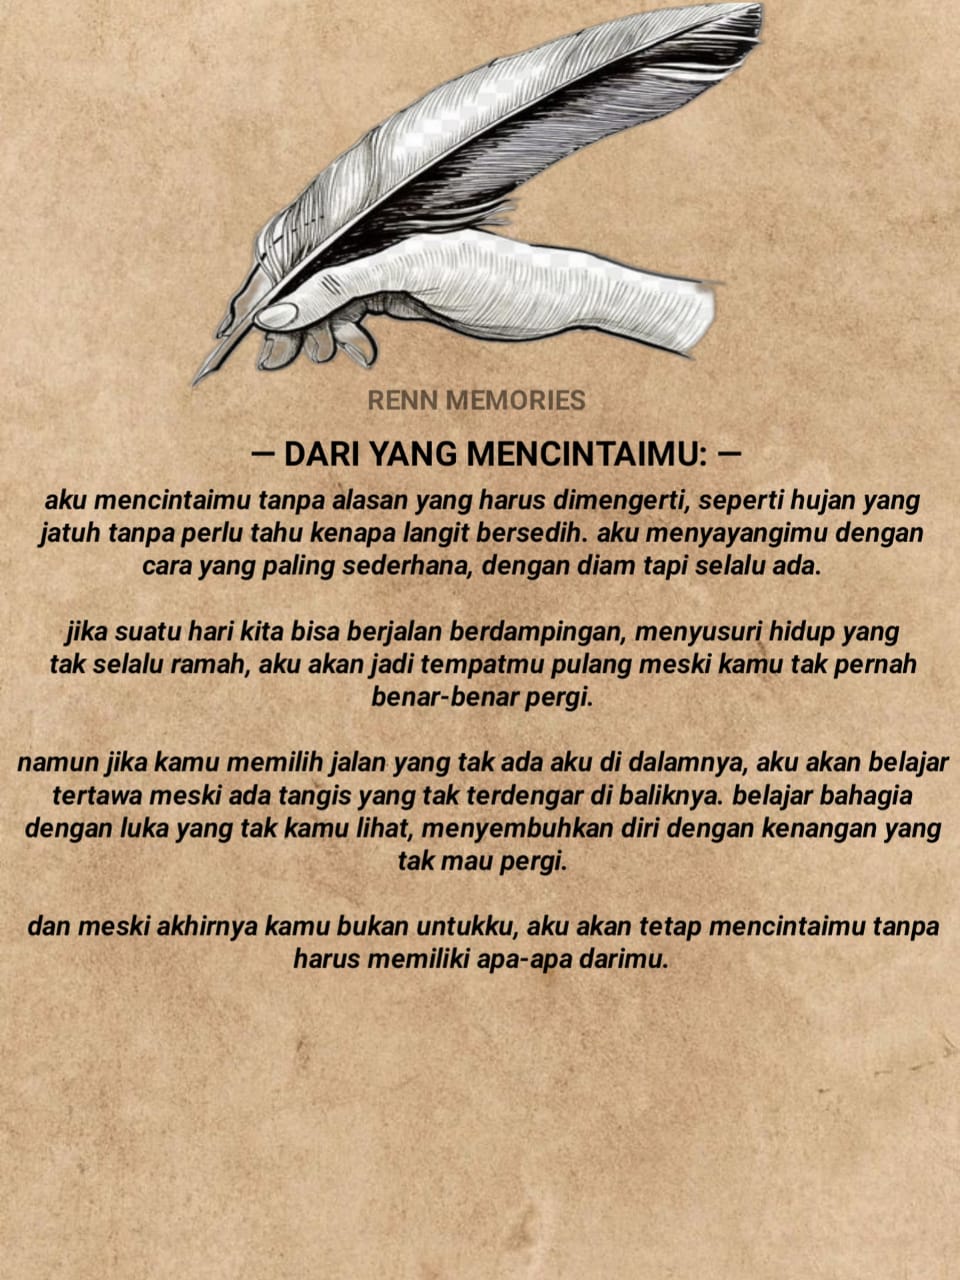 RENN MEMORIES
— DARI YANG MENCINTAIMU: —
aku mencintaimu tanpa alasan yang harus dimengerti, seperti hujan yang
jatuh tanpa perlu tahu kenapa langit bersedih. aku menyayangimu dengan
cara yang paling sederhana, dengan diam tapi selalu ada.
jika suatu hari kita bisa berjalan berdampingan, menyusuri hidup yang
tak selalu ramah, aku akan jadi tempatmu pulang meski kamu tak pernah
benar-benar pergi.
namun jika kamu memilih jalan yang tak ada aku di dalamnya, aku akan belajar
tertawa meski ada tangis yang tak terdengar di baliknya. belajar bahagia
dengan luka yang tak kamu lihat, menyembuhkan diri dengan kenangan yang
tak mau pergi.
dan meski akhirnya kamu bukan untukku, aku akan tetap mencintaimu tanpa
harus memiliki apa-apa darimu.